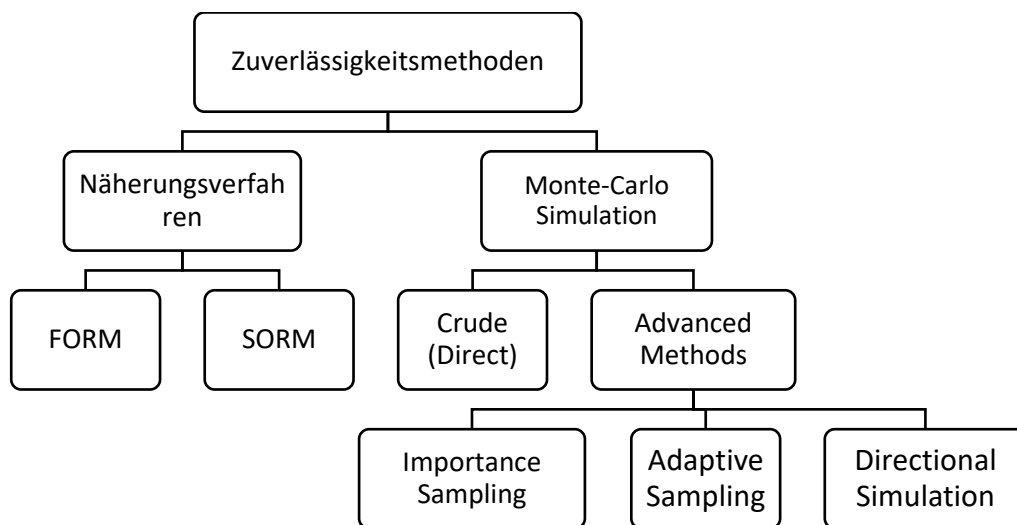 Zuverlässigkeitsmethoden
Näherungsverfah
ren
Monte-Carlo
Simulation
FORM
SORM
Crude
(Direct)
Advanced
Methods
Importance
Sampling
Adaptive
Sampling
Directional
Simulation